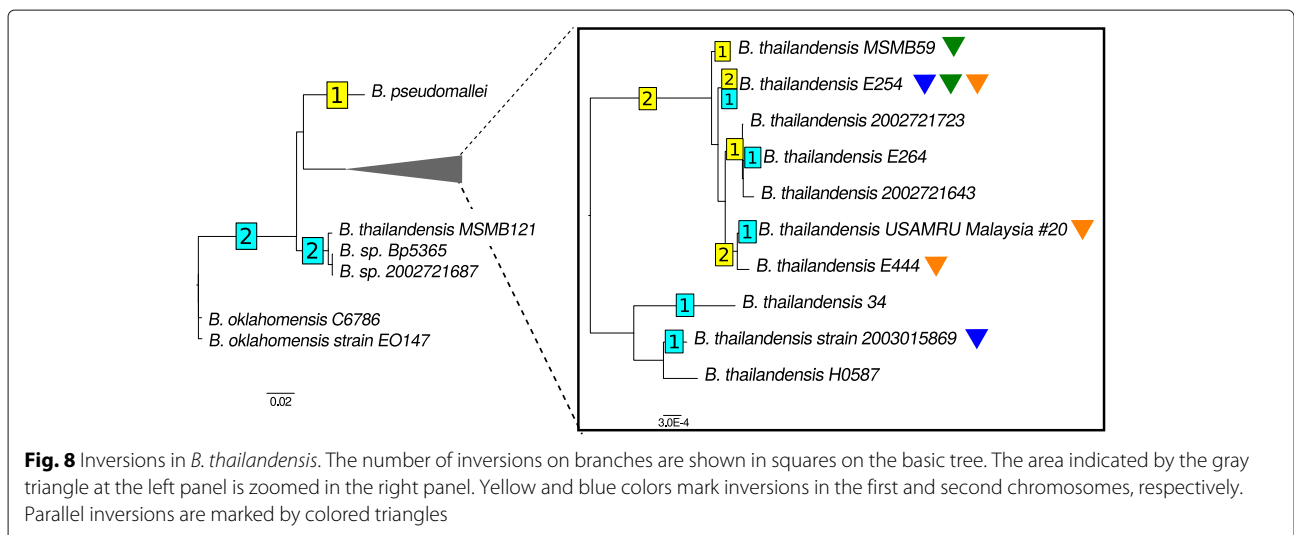 1
B. pseudomallei
2
2
B. thailandensis MSMB121
B. sp. Bp5365
B. sp. 2002721687
B. oklahomensis C6786
B. oklahomensis strain EO147
0.02
1 B. thailandensis MSMB59
2
B. thailandensis E254
1
2
B. thailandensis 2002721723
1
1 B. thailandensis E264
B. thailandensis 2002721643
1 B. thailandensis USAMRU Malaysia #20
2
B. thailandensis E444
1
B. thailandensis 34
1 B. thailandensis strain 2003015869
B. thailandensis H0587
3.0E-4
Fig. 8 Inversions in B. thailandensis. The number of inversions on branches are shown in squares on the basic tree. The area indicated by the gray
triangle at the left panel is zoomed in the right panel. Yellow and blue colors mark inversions in the first and second chromosomes, respectively.
Parallel inversions are marked by colored triangles